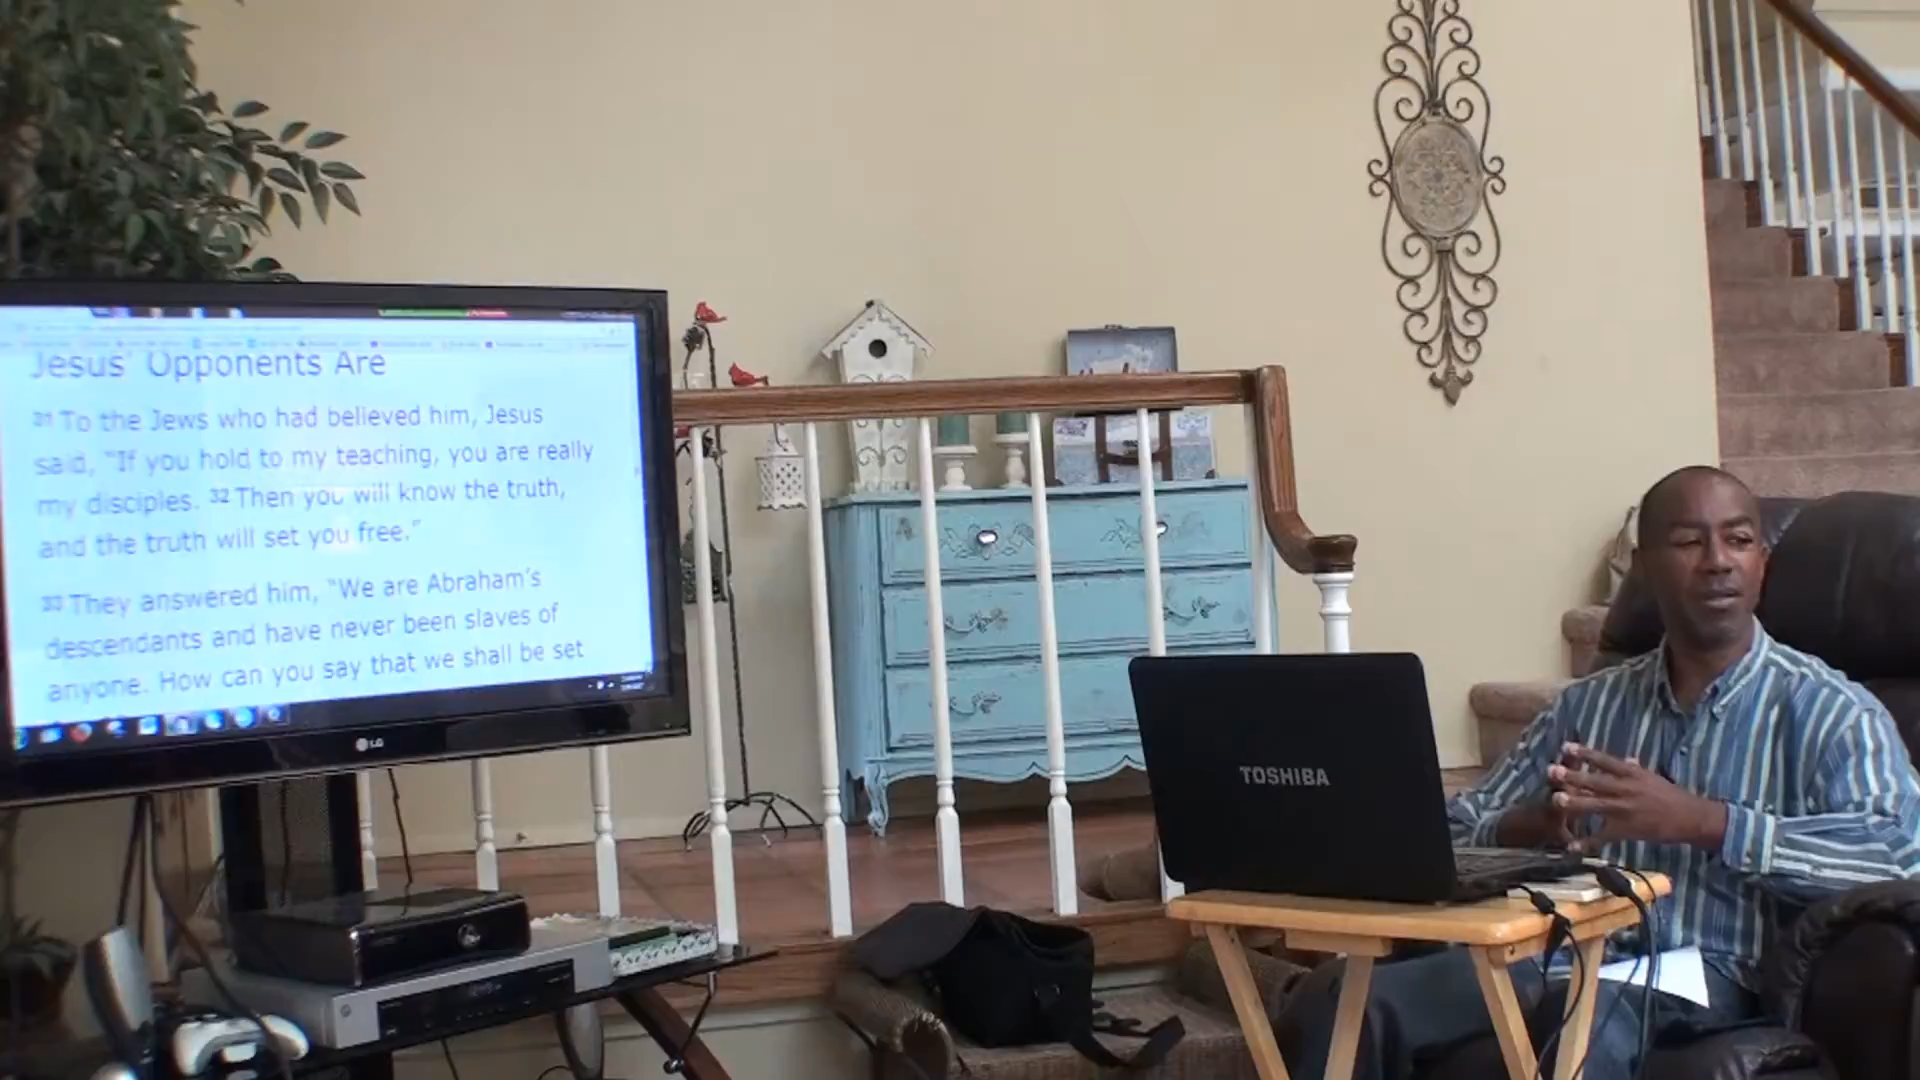 Jesus' Opponents Are
31 To the Jews who had believed him, Jesus
said, "If you hold to my teaching, you are really
my disciples. 32 Then you will know the truth,
and the truth will set you free."
33 They answered him, "We are Abraham's
descendants and have never been slaves of
anyone. How can you say that we shall be set
LG
TOSHIBA